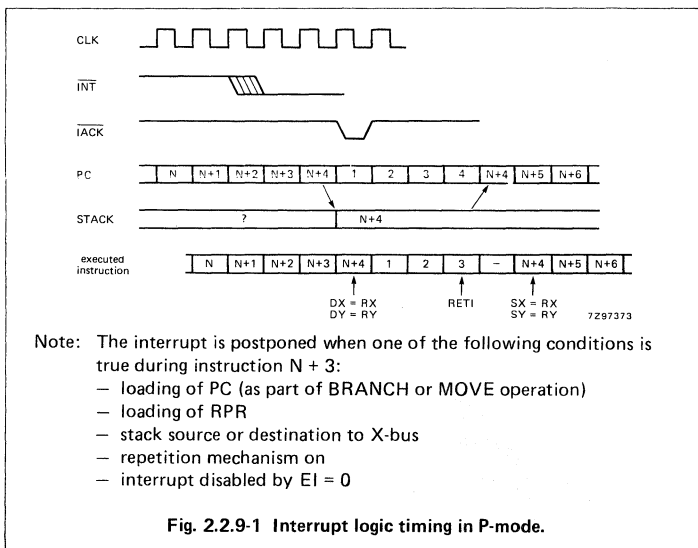 CLK
INT
IACK
PC N N+1 N+2 N+3 N+4 1 2 3 4 N+4 N+5 N+6
STACK ? N+4
executed
instruction N N+1 N+2 N+3 N+4 1 2 3 – N+4 N+5 N+6
DX = RX RETI SX = RX
DY = RY SY = RY 7Z97373
Note: The interrupt is postponed when one of the following conditions is
true during instruction N + 3:
– loading of PC (as part of BRANCH or MOVE operation)
– loading of RPR
– stack source or destination to X-bus
– repetition mechanism on
– interrupt disabled by EI = 0
Fig. 2.2.9-1 Interrupt logic timing in P-mode.